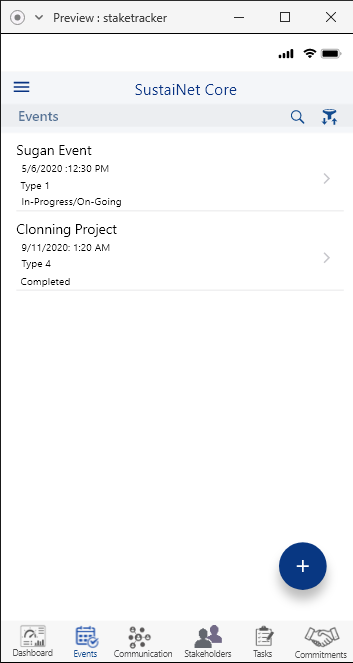 Preview : staketracker
SustaiNet Core
Events
Sugan Event
5/6/2020 :12:30 PM
Type 1
In-Progress/On-Going
Clonning Project
9/11/2020: 1:20 AM
Type 4
Completed
+
Dashboard Events Communication Stakeholders Tasks Commitments